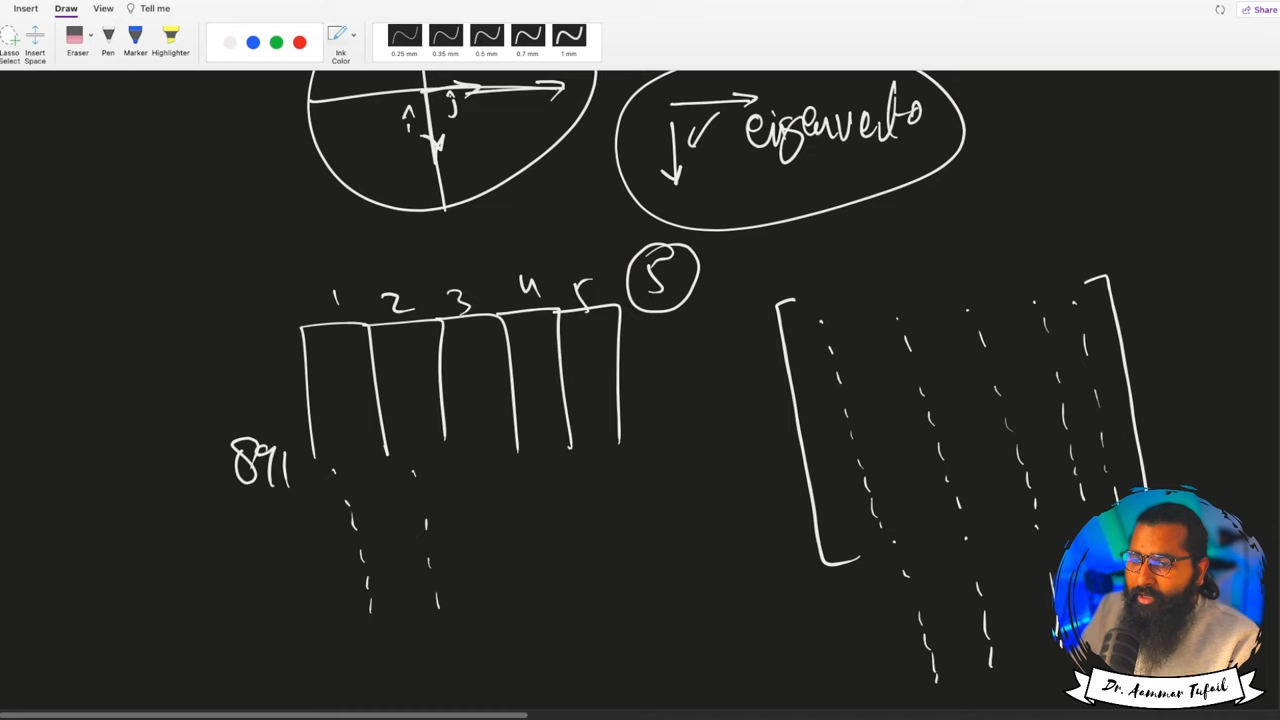 Insert Draw View Tell me
Share
Lasso Select
Insert Space
Eraser
Pen
Marker
Highlighter
Ink Color
0.25 mm
0.35 mm
0.5 mm
0.7 mm
1 mm
î ĵ
eigenvecto
1 2 3 4 5 5
891
Dr. Aammar Tufail